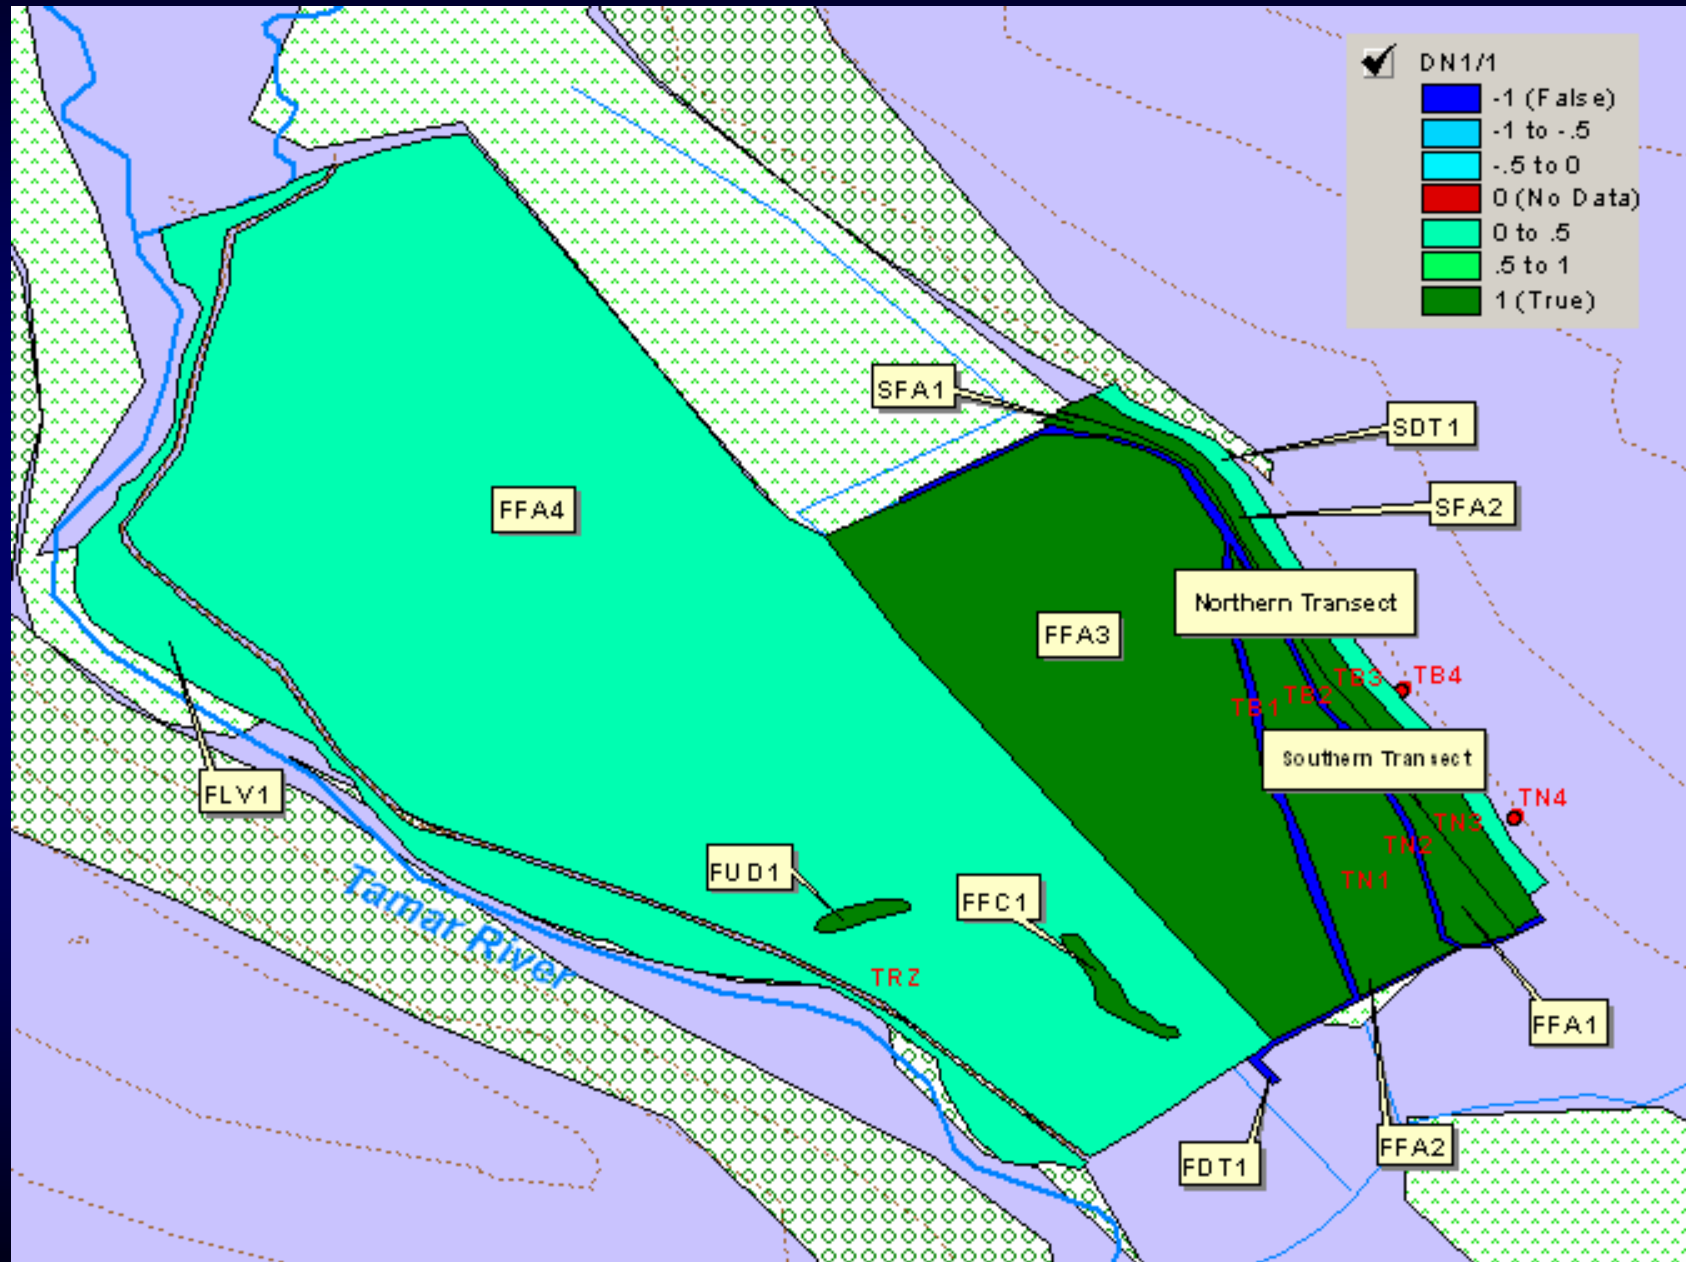 DN1/1
-1 (False)
-1 to -.5
-.5 to 0
0 (No Data)
0 to .5
.5 to 1
1 (True)
SFA1
SDT1
SFA2
FFA4
Northern Transect
FFA3
TB1 TB2 TB3 TB4
Southern Transect
FLV1
TN4
TN3
TN2
TN1
FUD1
FFC1
Tamar River
TRZ
FFA1
FFA2
FDT1